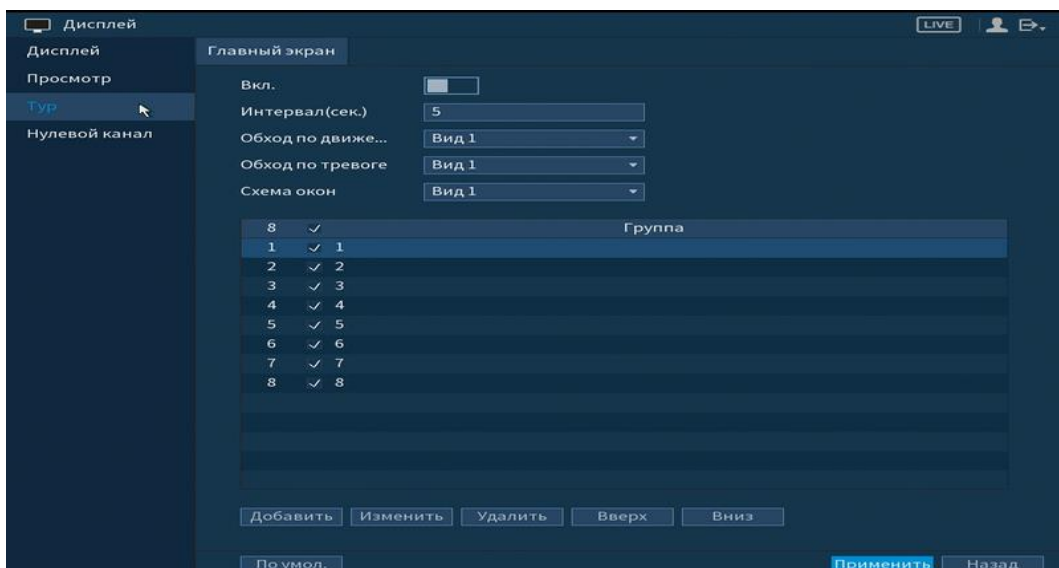 Дисплей LIVE
Дисплей
Просмотр
Тур
Нулевой канал
Главный экран
Вкл.
Интервал(сек.) 5
Обход по движе... Вид 1
Обход по тревоге Вид 1
Схема окон Вид 1
8 Группа
1 1
2 2
3 3
4 4
5 5
6 6
7 7
8 8
Добавить Изменить Удалить Вверх Вниз
По умол. Применить Назад